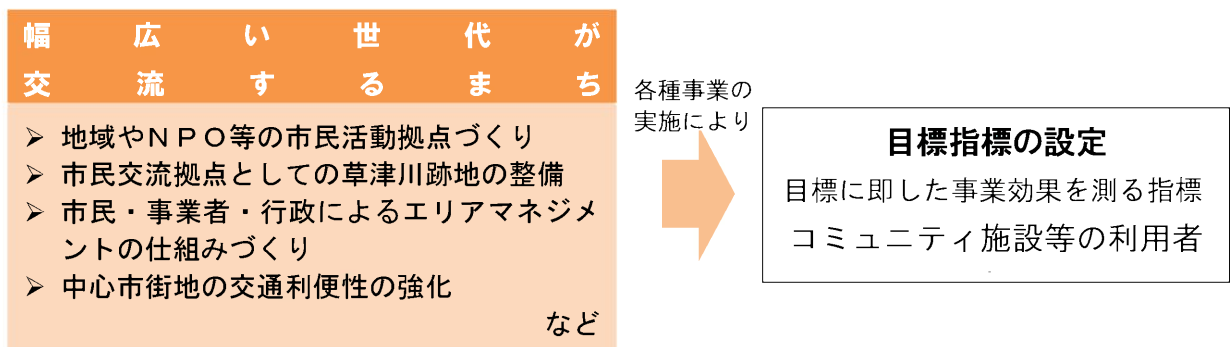 幅広い世代が
交流するまち
➢ 地域やＮＰＯ等の市民活動拠点づくり
➢ 市民交流拠点としての草津川跡地の整備
➢ 市民・事業者・行政によるエリアマネジメ
ントの仕組みづくり
➢ 中心市街地の交通利便性の強化
など
各種事業の
実施により
目標指標の設定
目標に即した事業効果を測る指標
コミュニティ施設等の利用者